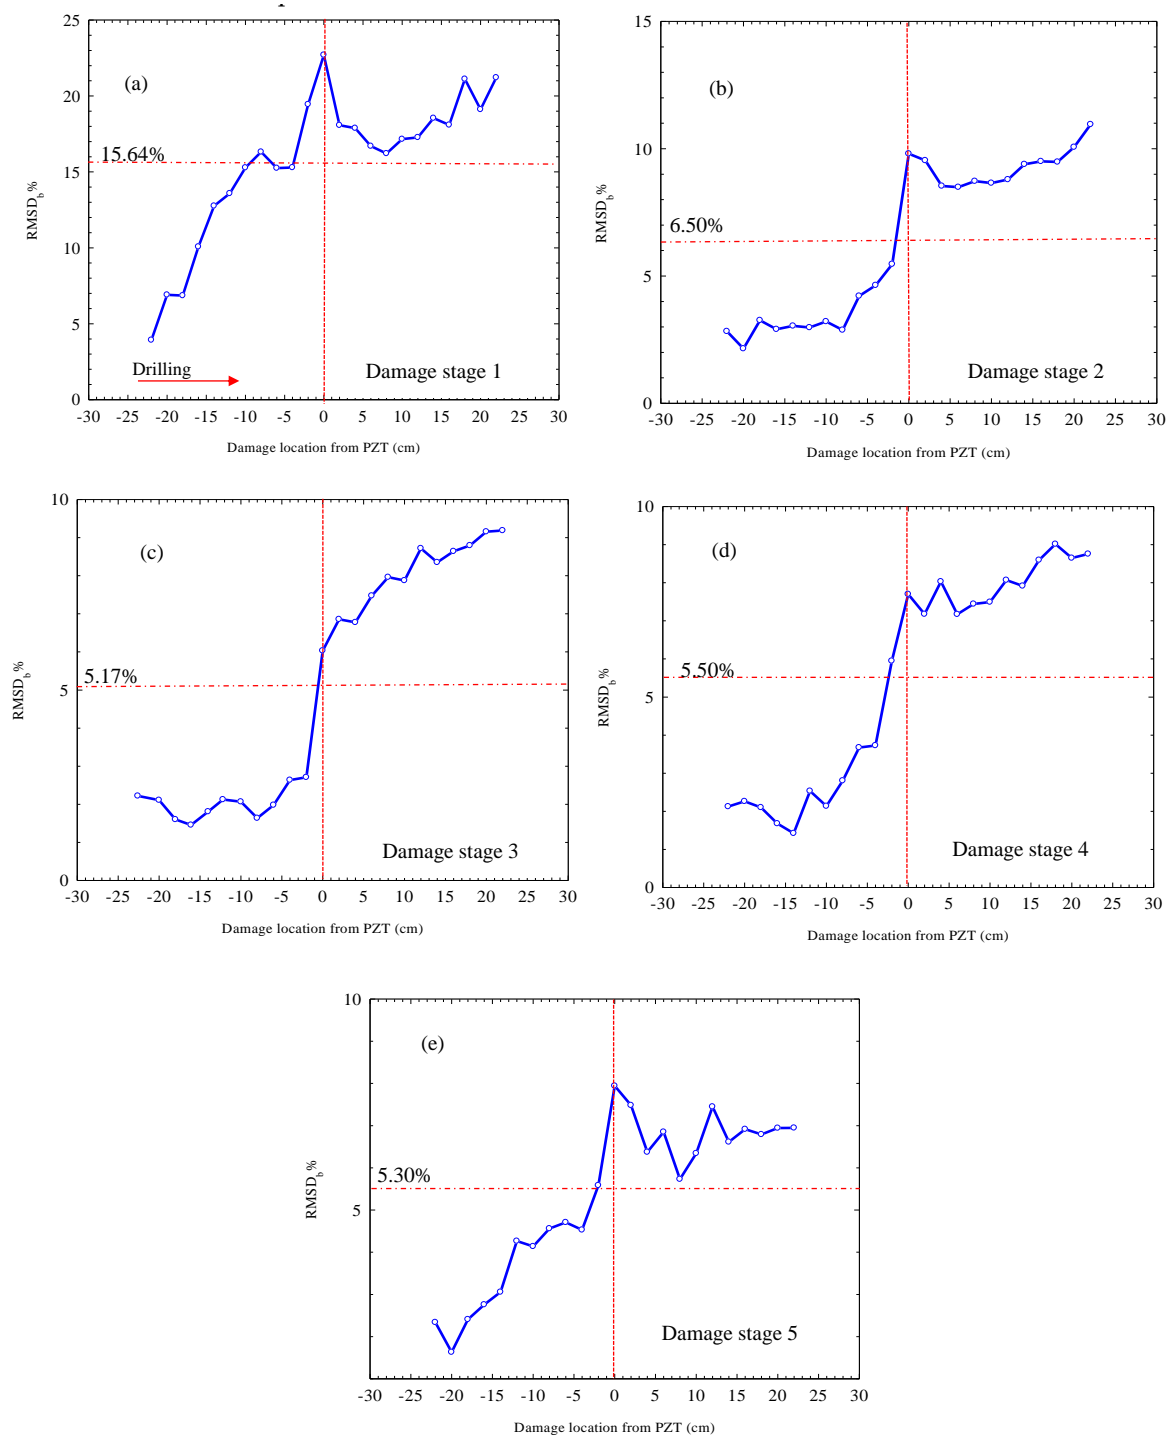 25
20
15
10
5
0
(a)
15.64%
RMSD_b%
Drilling
Damage stage 1
-30 -25 -20 -15 -10 -5 0 5 10 15 20 25 30
Damage location from PZT (cm)
15
10
5
0
(b)
6.50%
RMSD_b%
Damage stage 2
-30 -25 -20 -15 -10 -5 0 5 10 15 20 25 30
Damage location from PZT (cm)
10
5
0
(c)
5.17%
RMSD_b%
Damage stage 3
-30 -25 -20 -15 -10 -5 0 5 10 15 20 25 30
Damage location from PZT (cm)
10
5
0
(d)
5.50%
RMSD_b%
Damage stage 4
-30 -25 -20 -15 -10 -5 0 5 10 15 20 25 30
Damage location from PZT (cm)
10
5
(e)
5.30%
RMSD_b%
Damage stage 5
-30 -25 -20 -15 -10 -5 0 5 10 15 20 25 30
Damage location from PZT (cm)